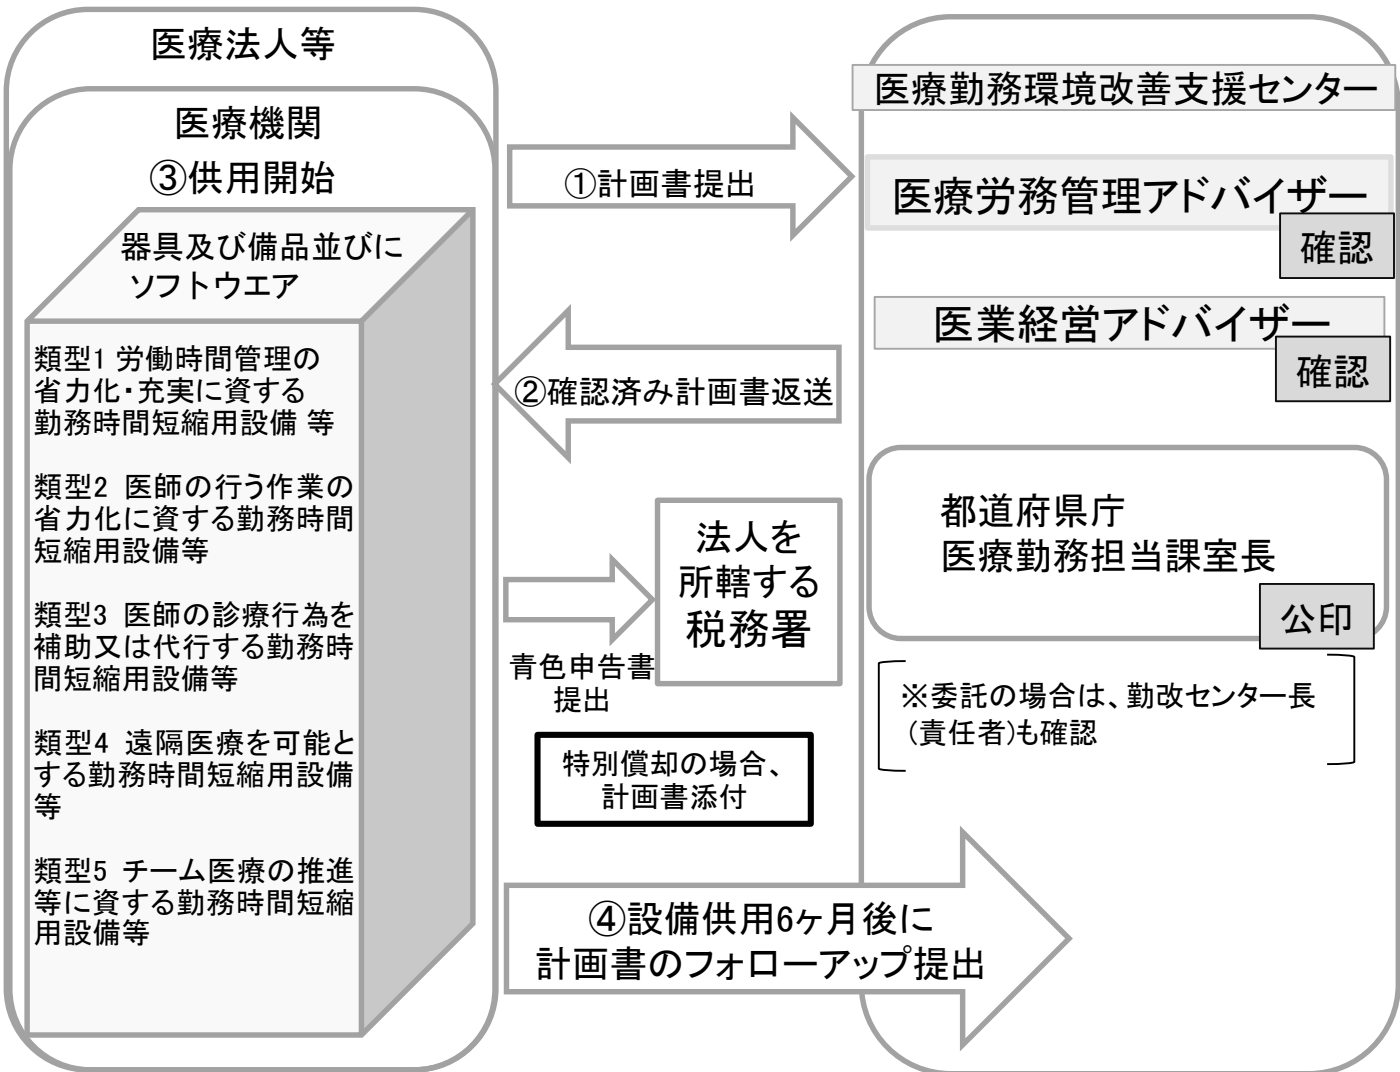 医療法人等
医療機関
③供用開始
器具及び備品並びに
ソフトウエア
類型1 労働時間管理の
省力化・充実に資する
勤務時間短縮用設備 等
類型2 医師の行う作業の
省力化に資する勤務時間
短縮用設備等
類型3 医師の診療行為を
補助又は代行する勤務時
間短縮用設備等
類型4 遠隔医療を可能と
する勤務時間短縮用設備
等
類型5 チーム医療の推進
等に資する勤務時間短縮
用設備等
①計画書提出
②確認済み計画書返送
青色申告書
提出
法人を
所轄する
税務署
特別償却の場合、
計画書添付
④設備供用6ヶ月後に
計画書のフォローアップ提出
医療勤務環境改善支援センター
医療労務管理アドバイザー
確認
医業経営アドバイザー
確認
都道府県庁
医療勤務担当課室長
公印
※委託の場合は、勤改センター長
(責任者)も確認